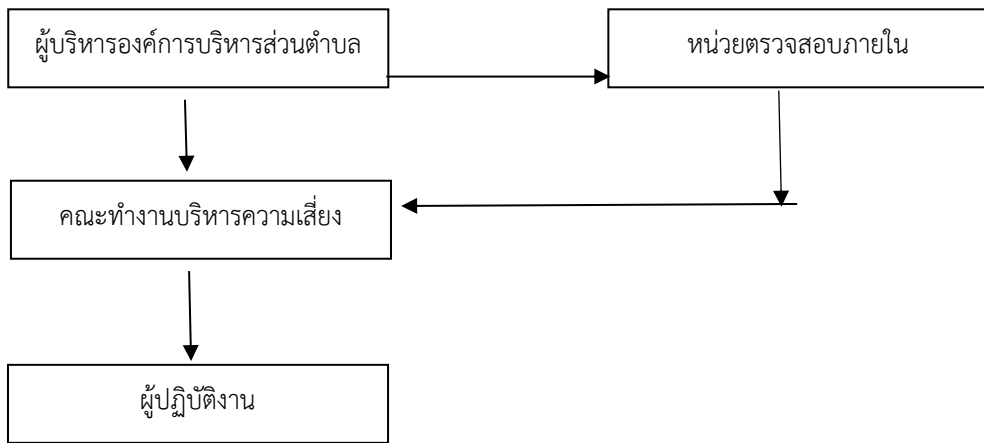 ผู้บริหารองค์การบริหารส่วนตำบล
หน่วยตรวจสอบภายใน
คณะทำงานบริหารความเสี่ยง
ผู้ปฏิบัติงาน